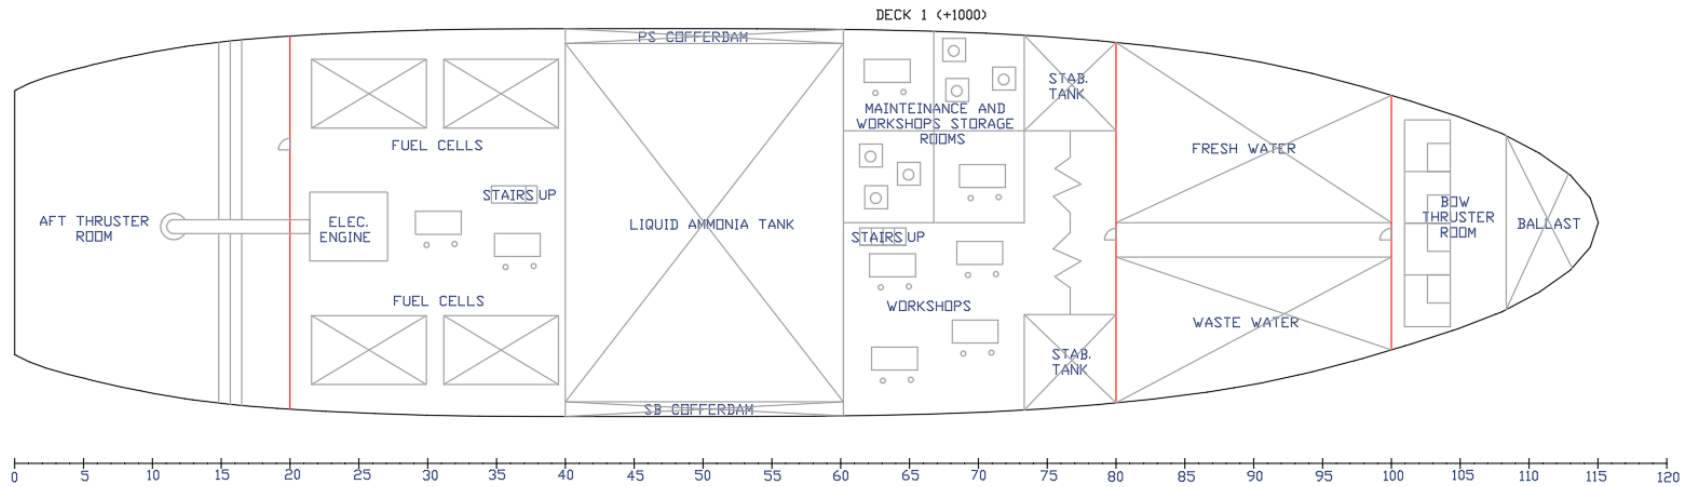 DECK 1 (+1000)
PS COFFERDAM
STAB.
TANK
MAINTEINANCE AND
WORKSHOPS STORAGE
ROOMS
FUEL CELLS
FRESH WATER
STAIRS UP
AFT THRUSTER
ROOM
ELEC.
ENGINE
LIQUID AMMONIA TANK
STAIRS UP
BOW
THRUSTER
ROOM
BALLAST
FUEL CELLS
WORKSHOPS
WASTE WATER
STAB.
TANK
SB COFFERDAM
0 5 10 15 20 25 30 35 40 45 50 55 60 65 70 75 80 85 90 95 100 105 110 115 120